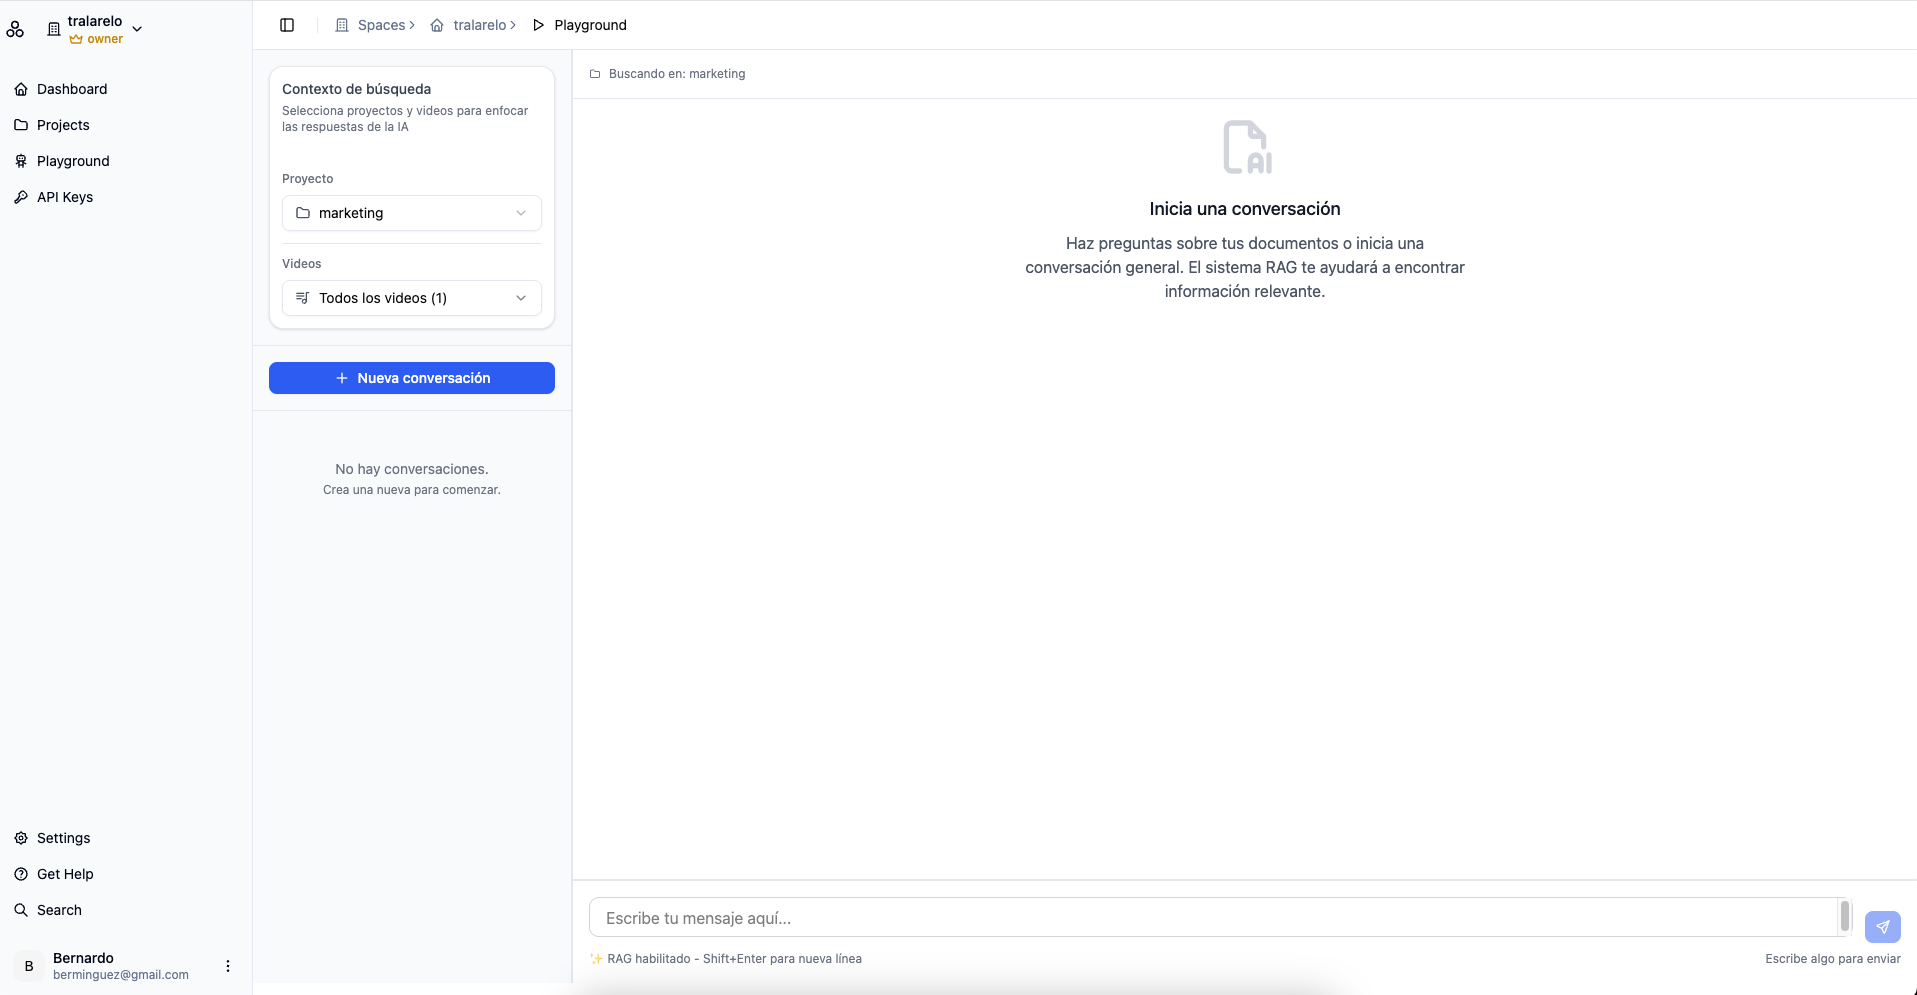 tralarelo
owner
Dashboard
Projects
Playground
API Keys
Settings
Get Help
Search
B
Bernardo
berminguez@gmail.com
Spaces
tralarelo
Playground
Contexto de búsqueda
Selecciona proyectos y videos para enfocar
las respuestas de la IA
Proyecto
marketing
Videos
Todos los videos (1)
Nueva conversación
No hay conversaciones.
Crea una nueva para comenzar.
Buscando en: marketing
AI
Inicia una conversación
Haz preguntas sobre tus documentos o inicia una
conversación general. El sistema RAG te ayudará a encontrar
información relevante.
Escribe tu mensaje aquí...
✨ RAG habilitado - Shift+Enter para nueva línea
Escribe algo para enviar